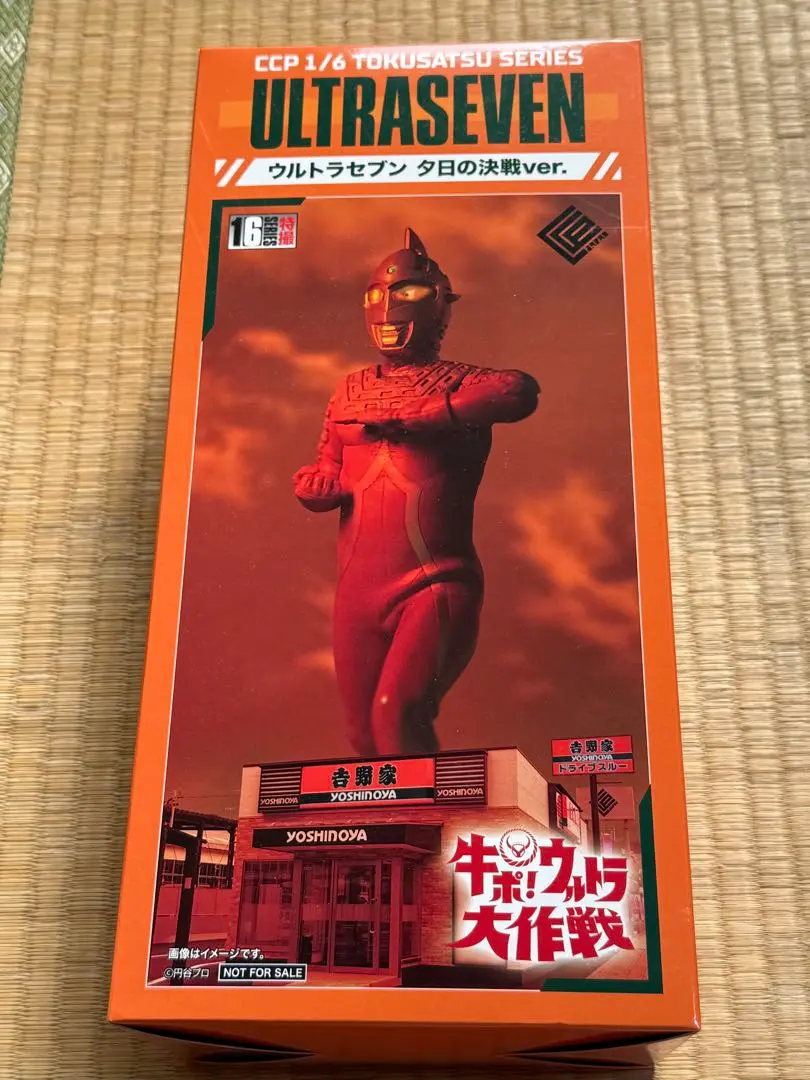 CCP 1/6 TOKUSATSU SERIES
ULTRASEVEN
ウルトラセブン 夕日の決戦ver.
1/6 SERIES 特撮
吉野家
YOSHINOYA
YOSHINOYA
YOSHINOYA
YOSHINOYA
吉野家
YOSHINOYA
ドライブスルー
牛ポ!ウルトラ
大作戦
画像はイメージです。
©円谷プロ NOT FOR SALE